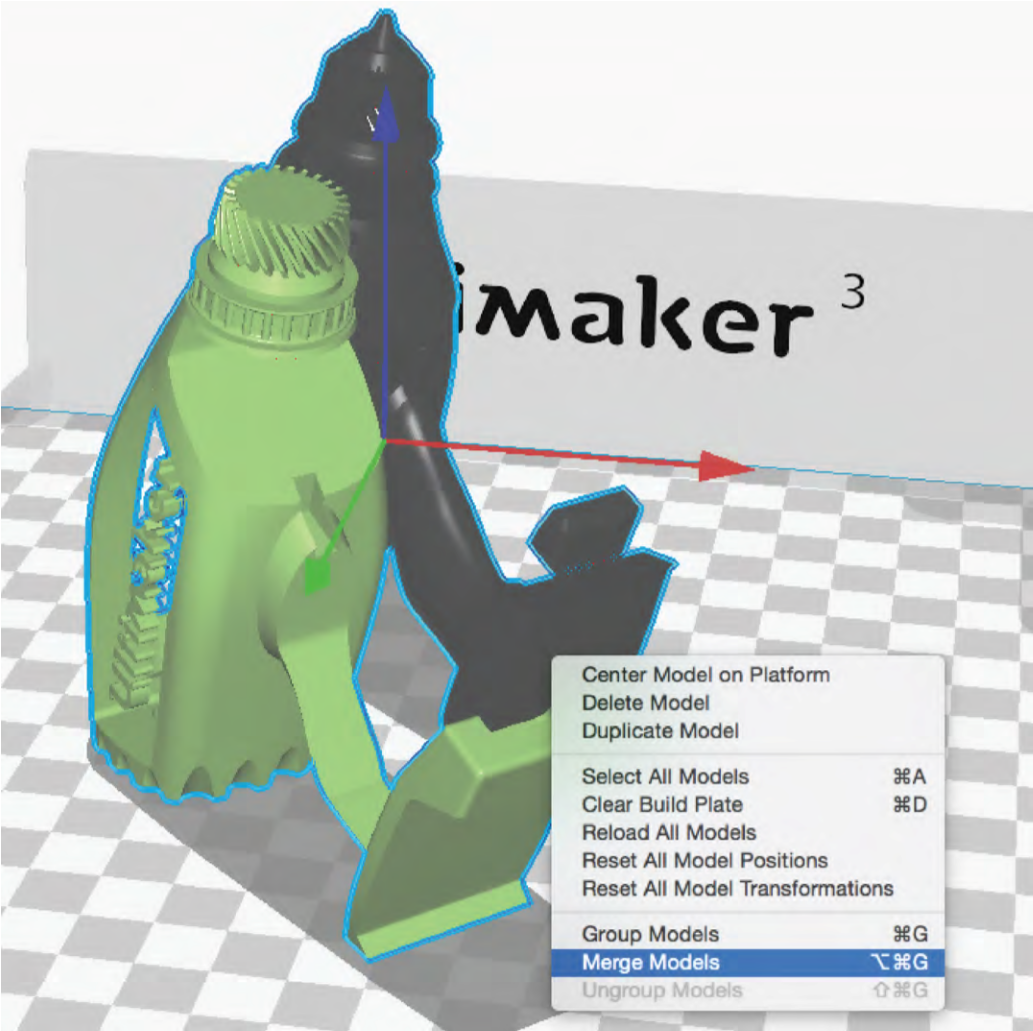 imaker 3
Center Model on Platform
Delete Model
Duplicate Model
Select All Models ⌘A
Clear Build Plate ⌘D
Reload All Models
Reset All Model Positions
Reset All Model Transformations
Group Models ⌘G
Merge Models ⌥⌘G
Ungroup Models ⇧⌘G